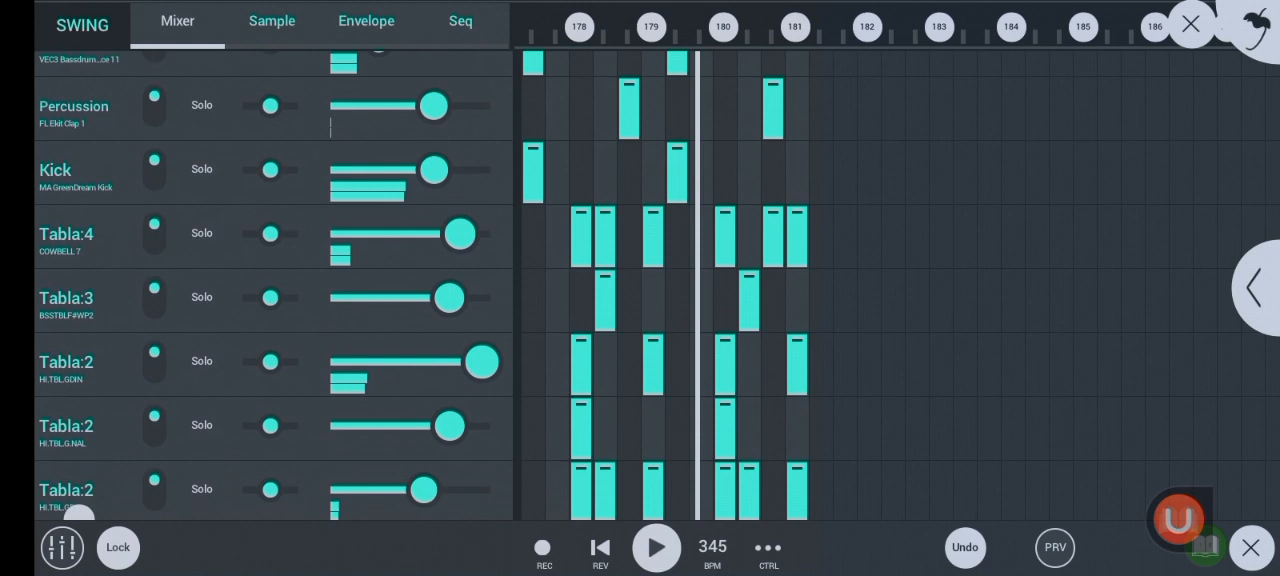 SWING Mixer Sample Envelope Seq
178 179 180 181 182 183 184 185 186
VEC3 Bassdrum...ce 11
Percussion Solo
FL Ekit Clap 1
Kick Solo
MA GreenDream Kick
Tabla:4 Solo
COWBELL 7
Tabla:3 Solo
BSSTBLF#WP2
Tabla:2 Solo
HI.TBL.GDIN
Tabla:2 Solo
HI.TBL.G.NAL
Tabla:2 Solo
Lock 345 Undo PRV
REC REV BPM CTRL
U